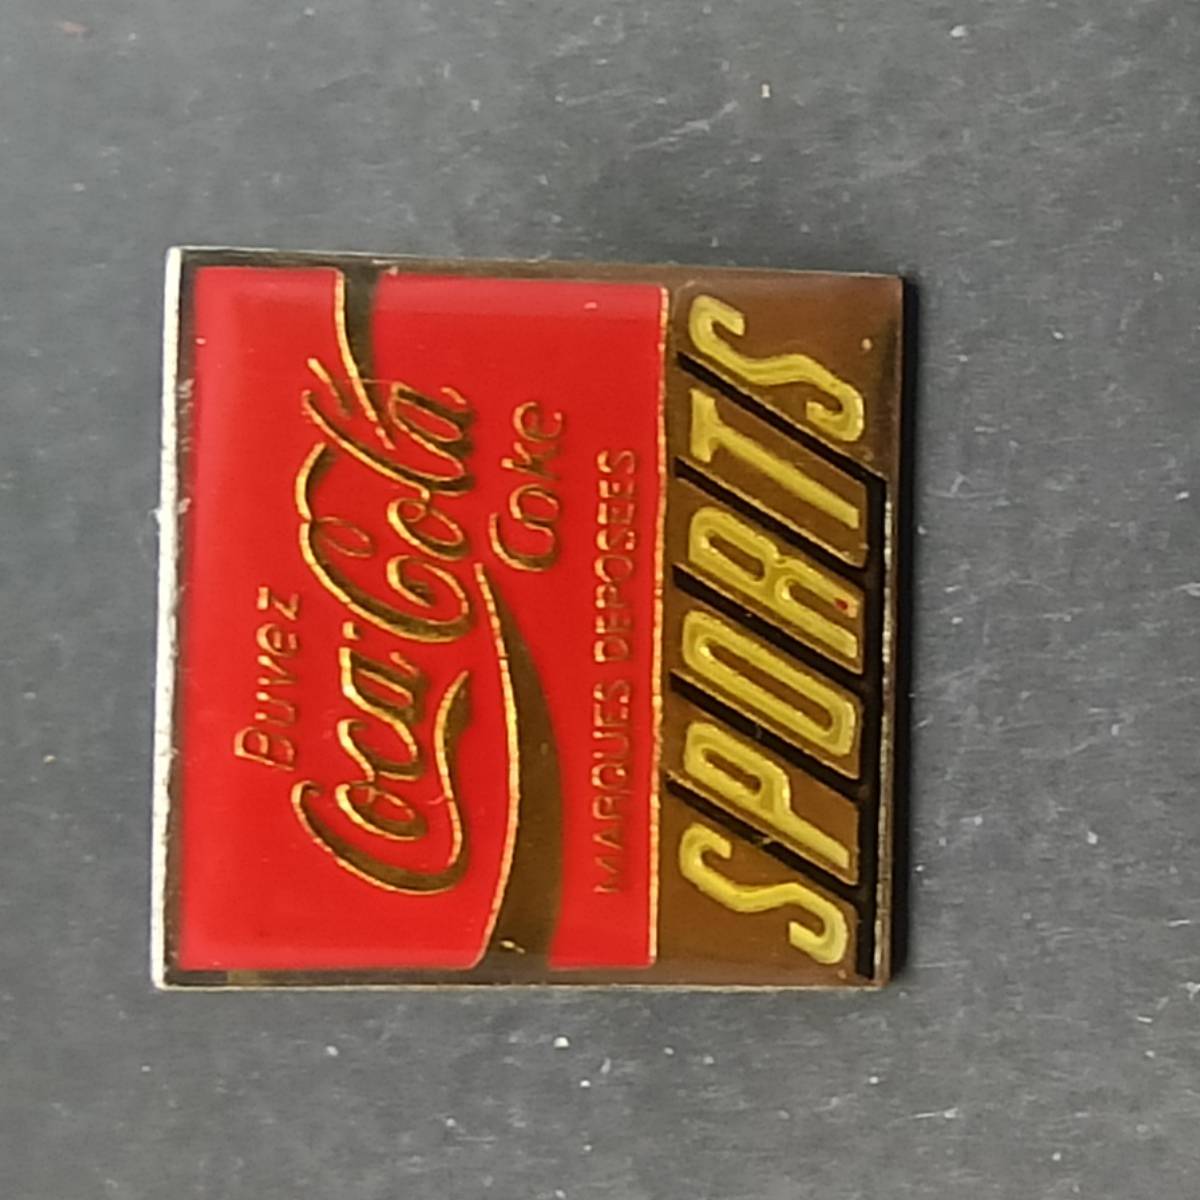 Buvez
Coca-Cola
Coke
MARQUES DEPOSEES
SPORTS